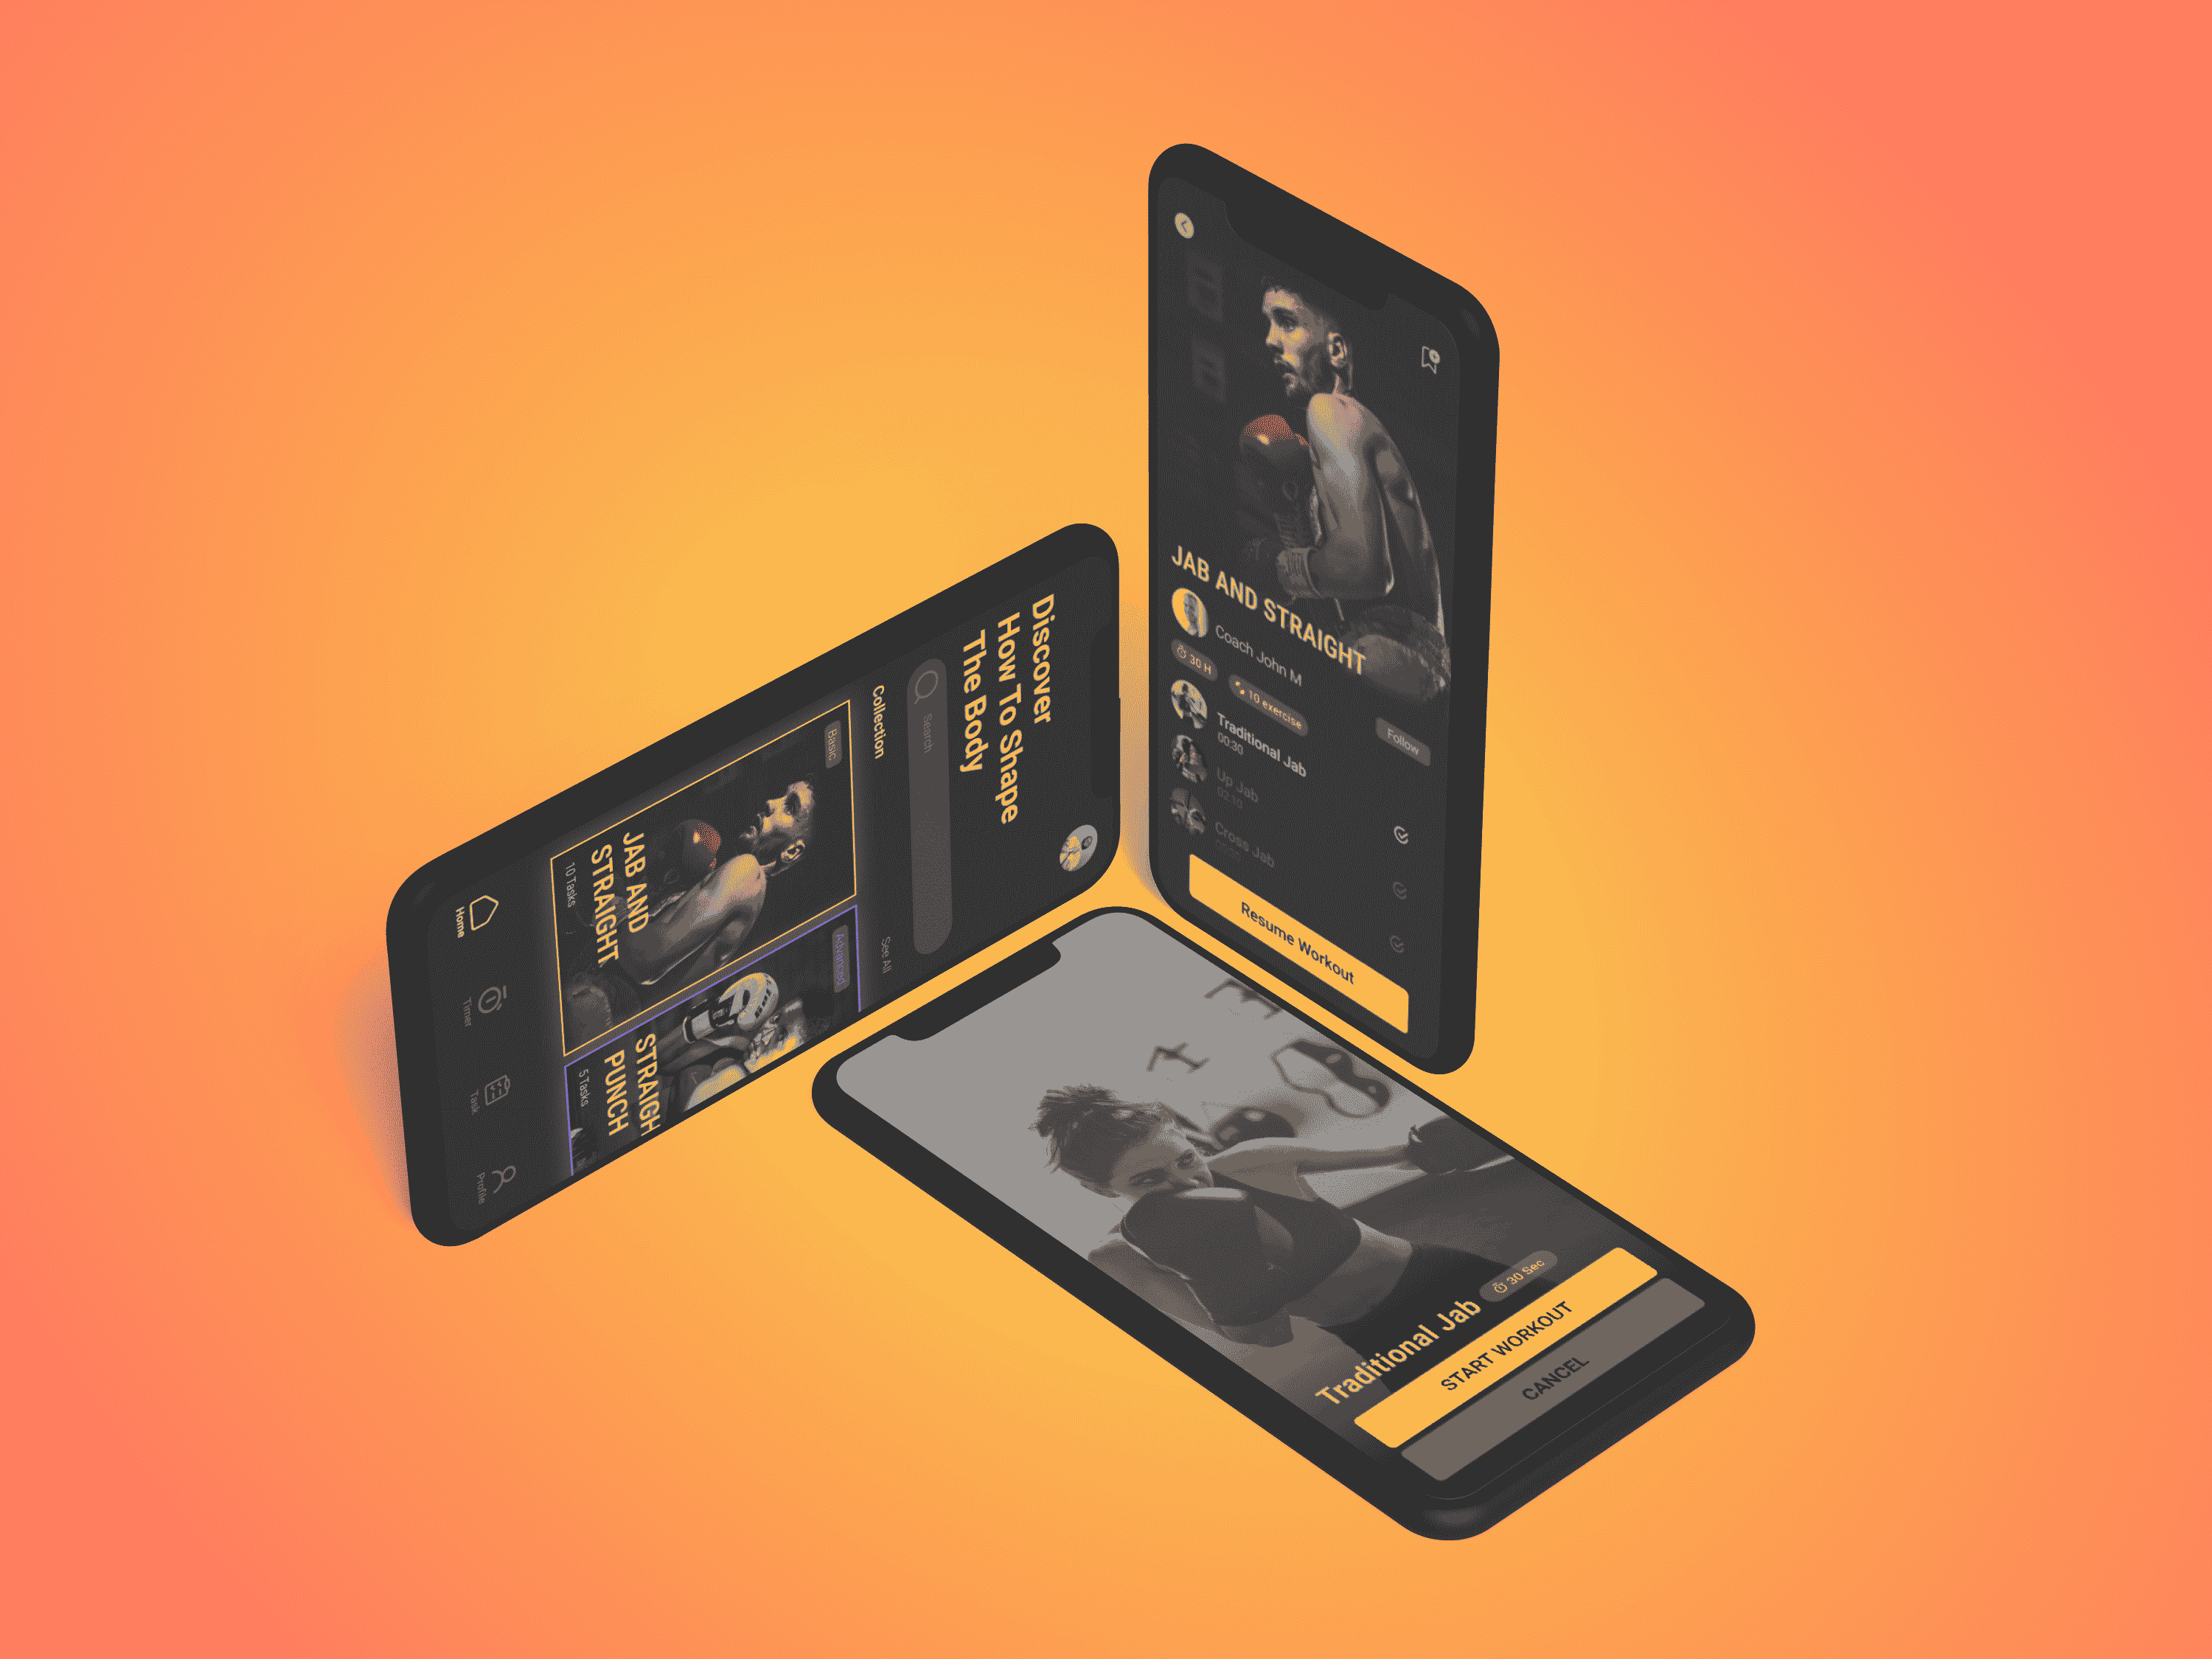 Discover
How To Shape
The Body
Search
Collection
See All
Basic
JAB AND
STRAIGHT
10 Tasks
Advanced
STRAIGH
PUNCH
5 Tasks
Home
Timer
Task
Profile
JAB AND STRAIGHT
Coach John M
Follow
30 H
10 exercise
Traditional Jab
00:30
Up Jab
02:10
Cross Jab
Resume Workout
Traditional Jab
30 Sec
START WORKOUT
CANCEL